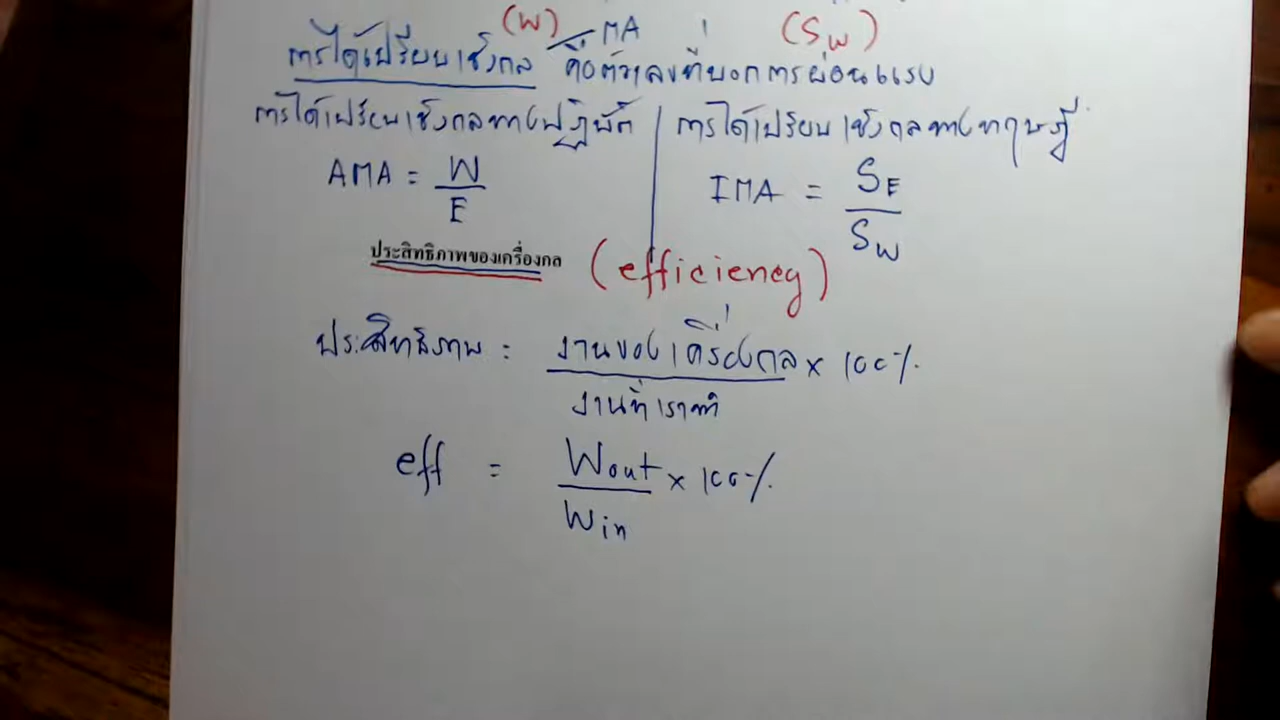 (W) MA (SW)
การได้เปรียบเชิงกล คือตัวเลขที่บอกการผ่อนแรง
การได้เปรียบเชิงกลทางปฏิบัติ | การได้เปรียบเชิงกลทางทฤษฎี
AMA = W/E IMA = SE/SW
ประสิทธิภาพของเครื่องกล (efficiency)
ประสิทธิภาพ = งานของเครื่องกล × 100%
งานที่เราทำ
eff = Wout/Win × 100%